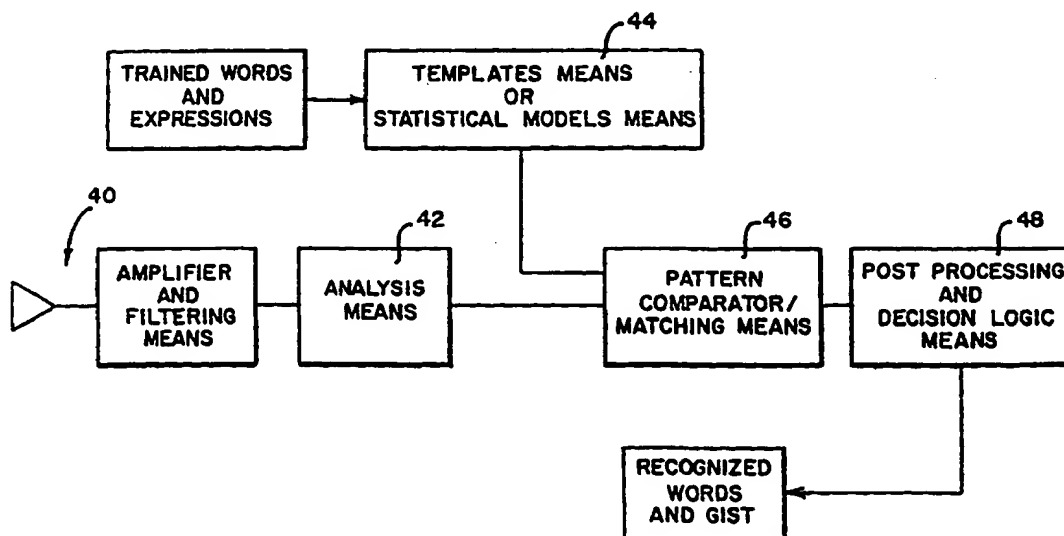 44
TRAINED WORDS
AND
EXPRESSIONS
TEMPLATES MEANS
OR
STATISTICAL MODELS MEANS
40
42
46
48
AMPLIFIER
AND
FILTERING
MEANS
ANALYSIS
MEANS
PATTERN
COMPARATOR/
MATCHING MEANS
POST PROCESSING
AND
DECISION LOGIC
MEANS
RECOGNIZED
WORDS
AND GIST